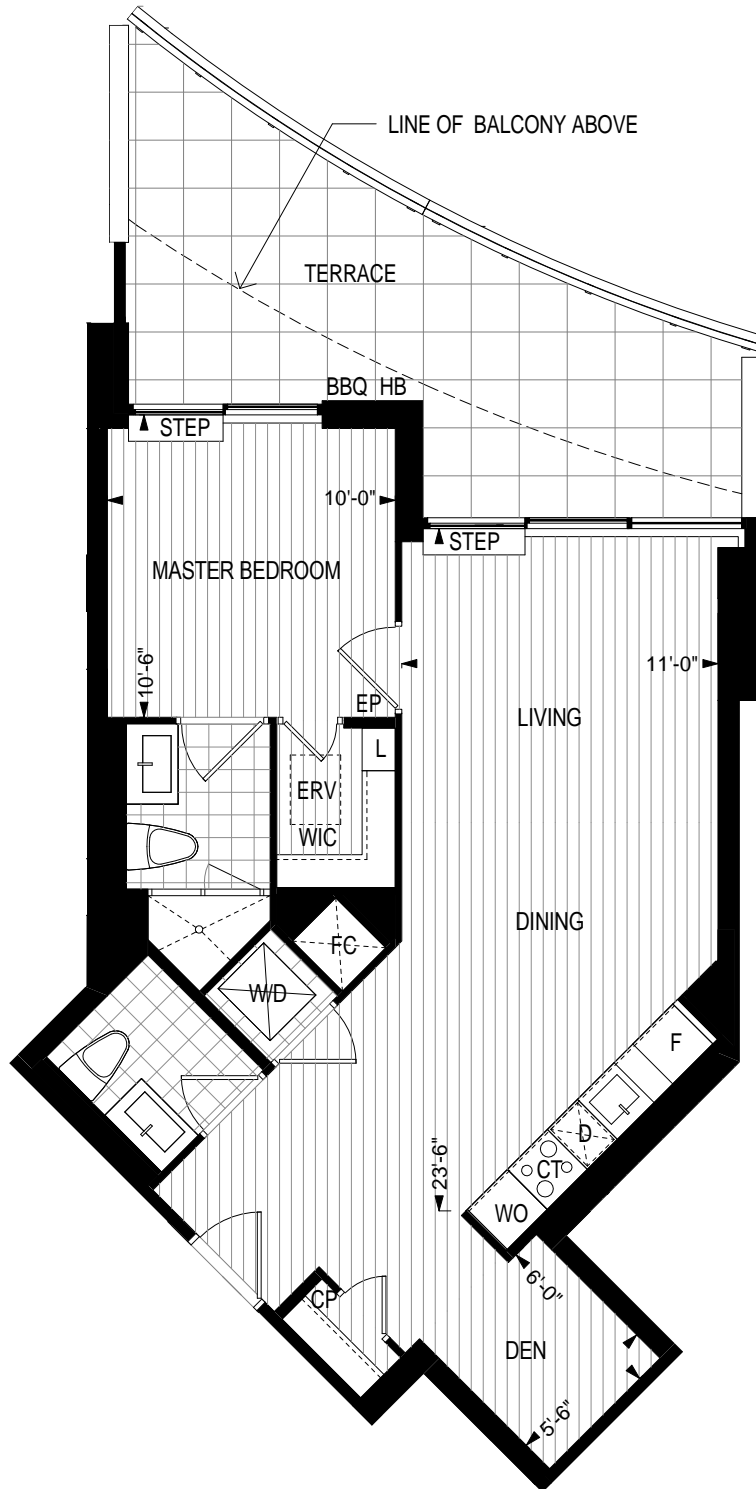 LINE OF BALCONY ABOVE
TERRACE
BBQ HB
STEP
10'-0"
STEP
MASTER BEDROOM
10'-6"
11'-0"
EP
LIVING
L
ERV
WIC
DINING
FC
W/D
F
D
CT
23'-6"
WO
6'-0"
CP
DEN
5'-6"